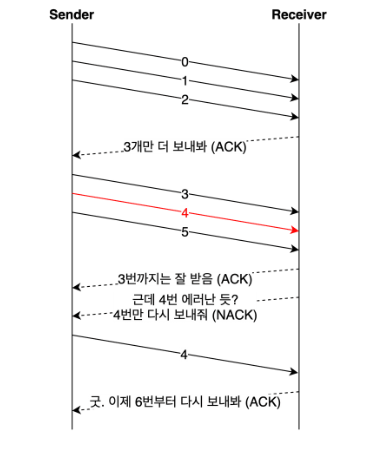 Sender Receiver
0
1
2
3개만 더 보내봐 (ACK)
3
4
5
3번까지는 잘 받음 (ACK)
근데 4번 에러난 듯?
4번만 다시 보내줘 (NACK)
4
굿. 이제 6번부터 다시 보내봐 (ACK)